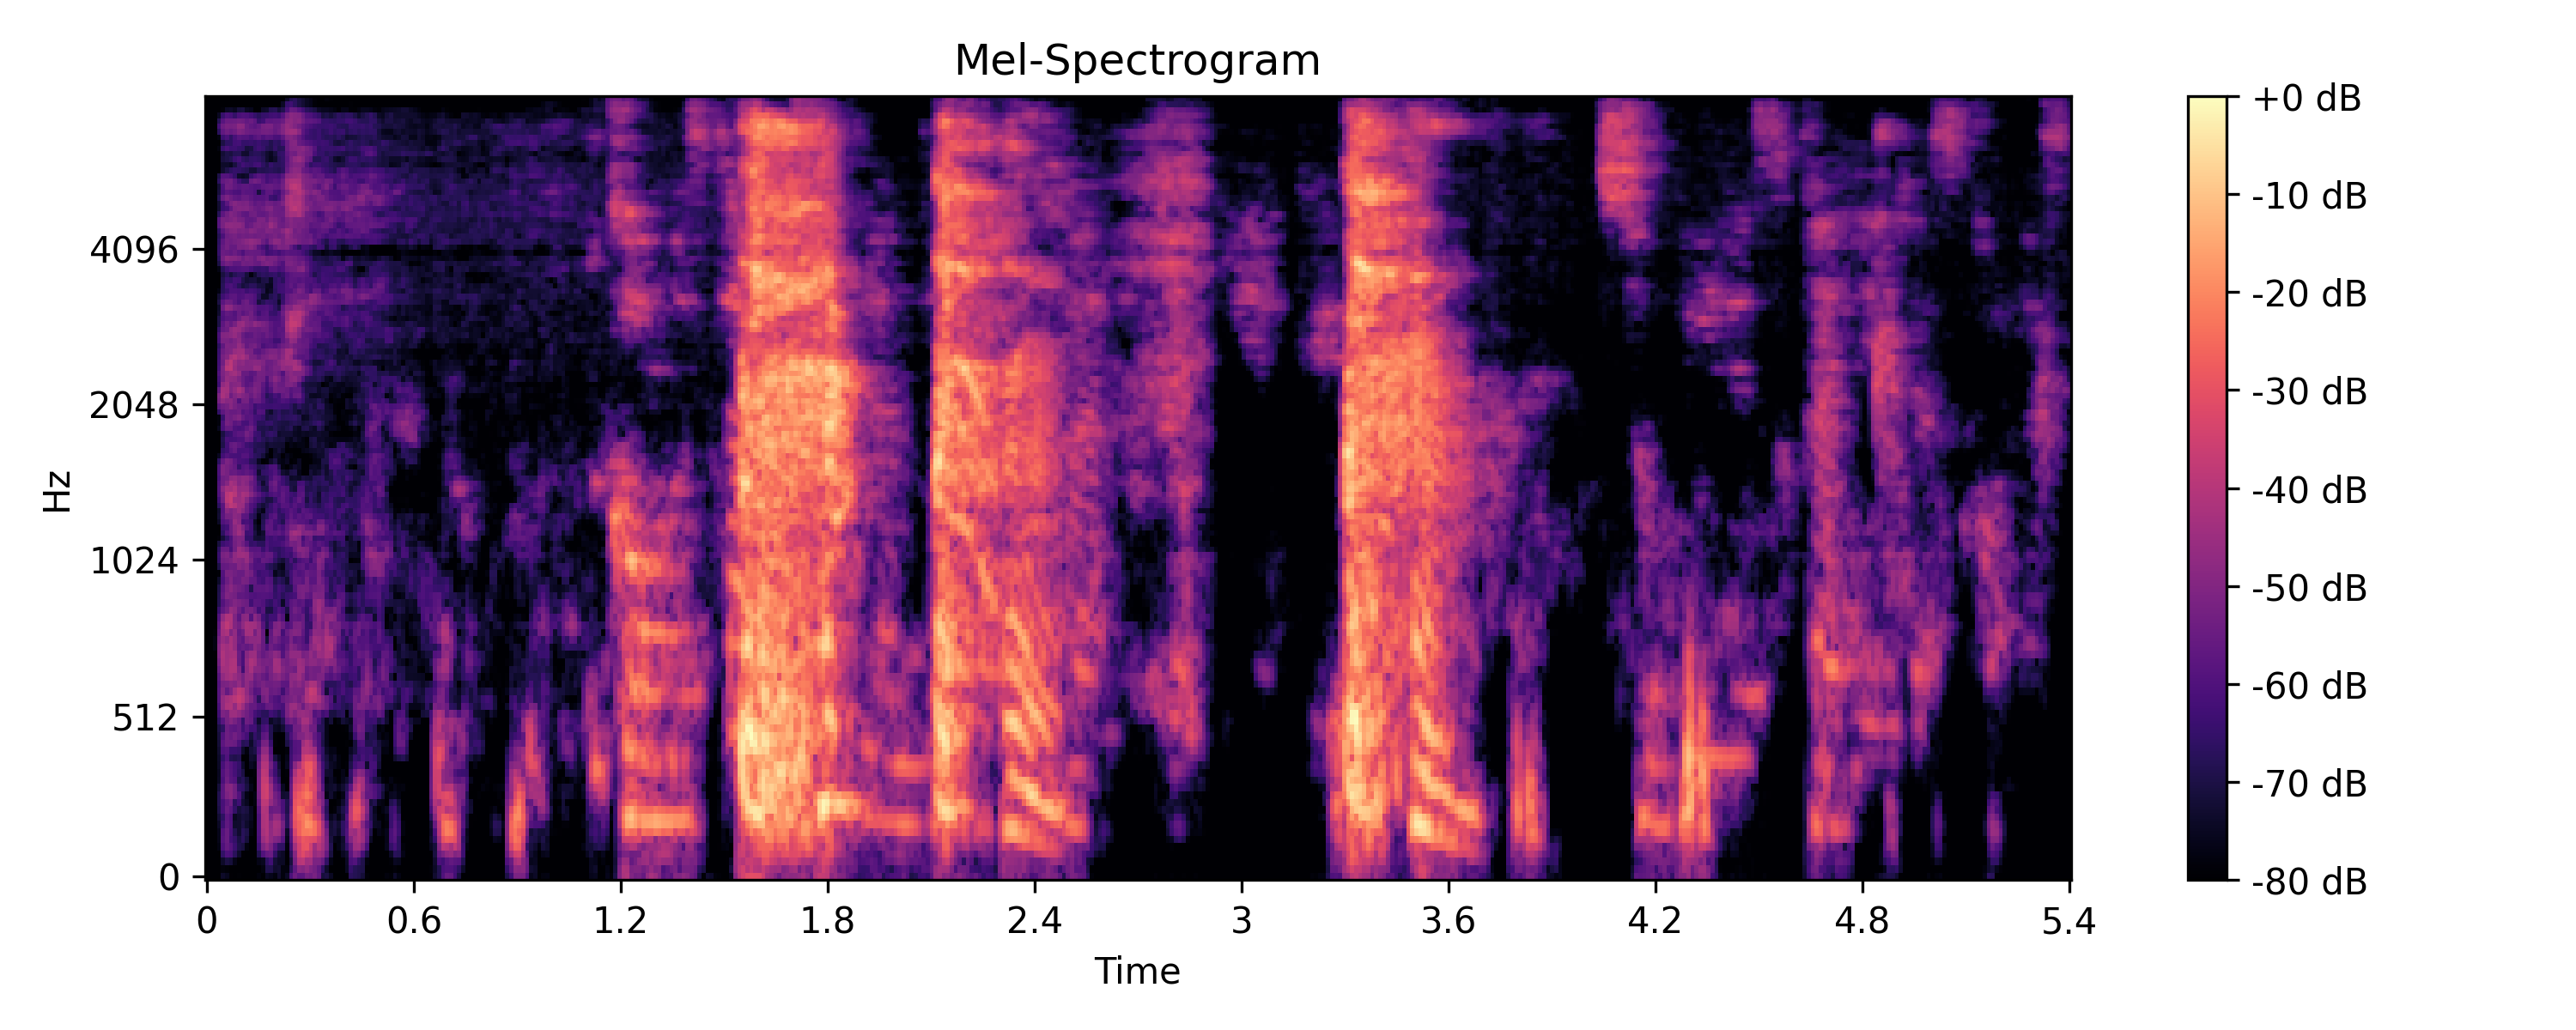 Mel-Spectrogram
Hz
4096
2048
1024
512
0
0 0.6 1.2 1.8 2.4 3 3.6 4.2 4.8 5.4
Time
+0 dB
-10 dB
-20 dB
-30 dB
-40 dB
-50 dB
-60 dB
-70 dB
-80 dB